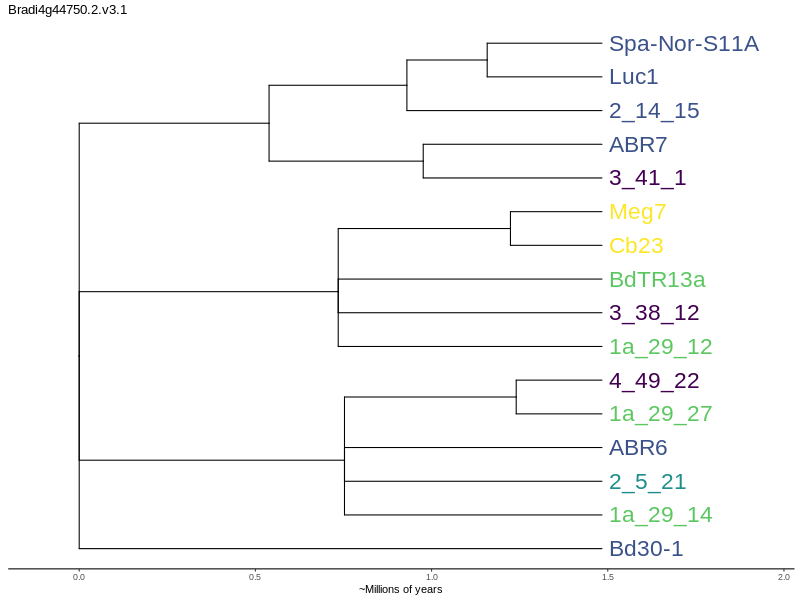 Bradi4g44750.2.v3.1
Spa-Nor-S11A
Luc1
2_14_15
ABR7
3_41_1
Meg7
Cb23
BdTR13a
3_38_12
1a_29_12
4_49_22
1a_29_27
ABR6
2_5_21
1a_29_14
Bd30-1
0.0 0.5 1.0 1.5 2.0
~Millions of years